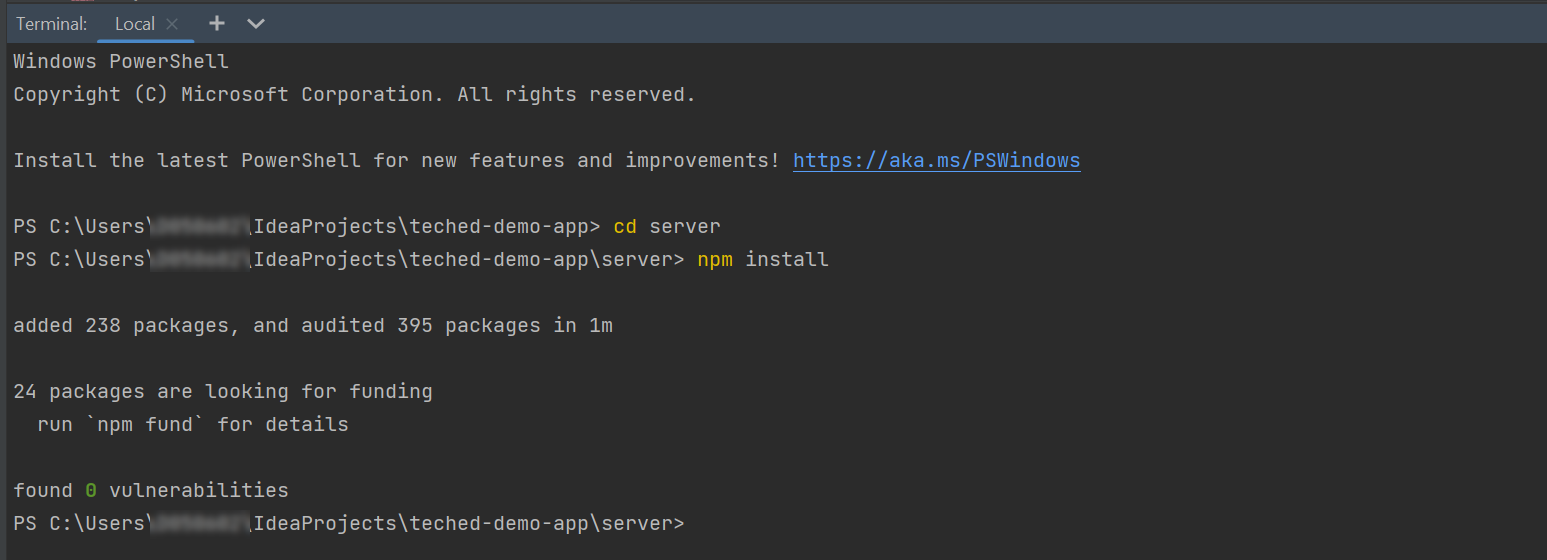 Terminal: Local
Windows PowerShell
Copyright (C) Microsoft Corporation. All rights reserved.
Install the latest PowerShell for new features and improvements! https://aka.ms/PSWindows
PS C:\Users\ \IdeaProjects\teched-demo-app> cd server
PS C:\Users\ \IdeaProjects\teched-demo-app\server> npm install
added 238 packages, and audited 395 packages in 1m
24 packages are looking for funding
run `npm fund` for details
found 0 vulnerabilities
PS C:\Users\ \IdeaProjects\teched-demo-app\server>